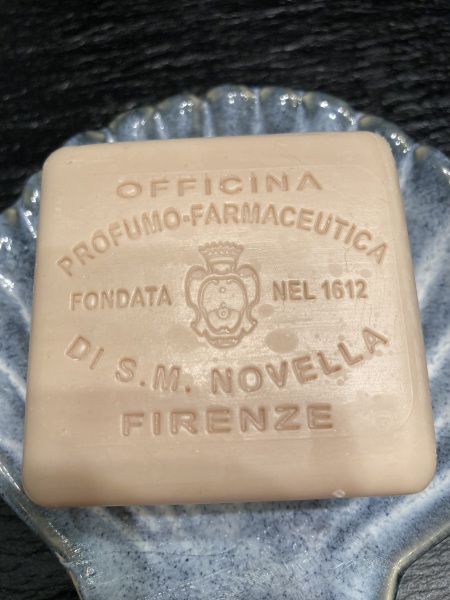 OFFICINA
PROFUMO-FARMACEUTICA
FONDATA NEL 1612
DI S.M. NOVELLA
FIRENZE